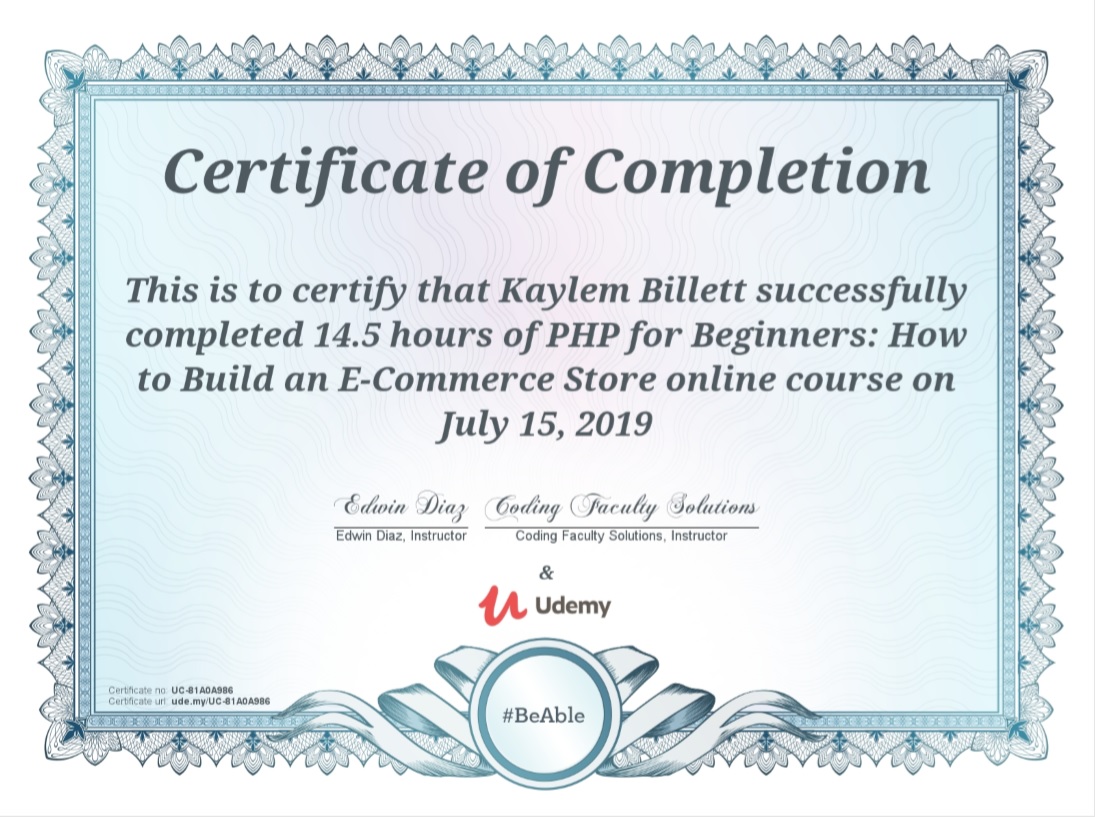 Certificate of Completion
This is to certify that Kaylem Billett successfully
completed 14.5 hours of PHP for Beginners: How
to Build an E-Commerce Store online course on
July 15, 2019
Edwin Diaz Coding Faculty Solutions
Edwin Diaz, Instructor Coding Faculty Solutions, Instructor
&
Udemy
Certificate no: UC-81A0A986
Certificate url: ude.my/UC-81A0A986
#BeAble